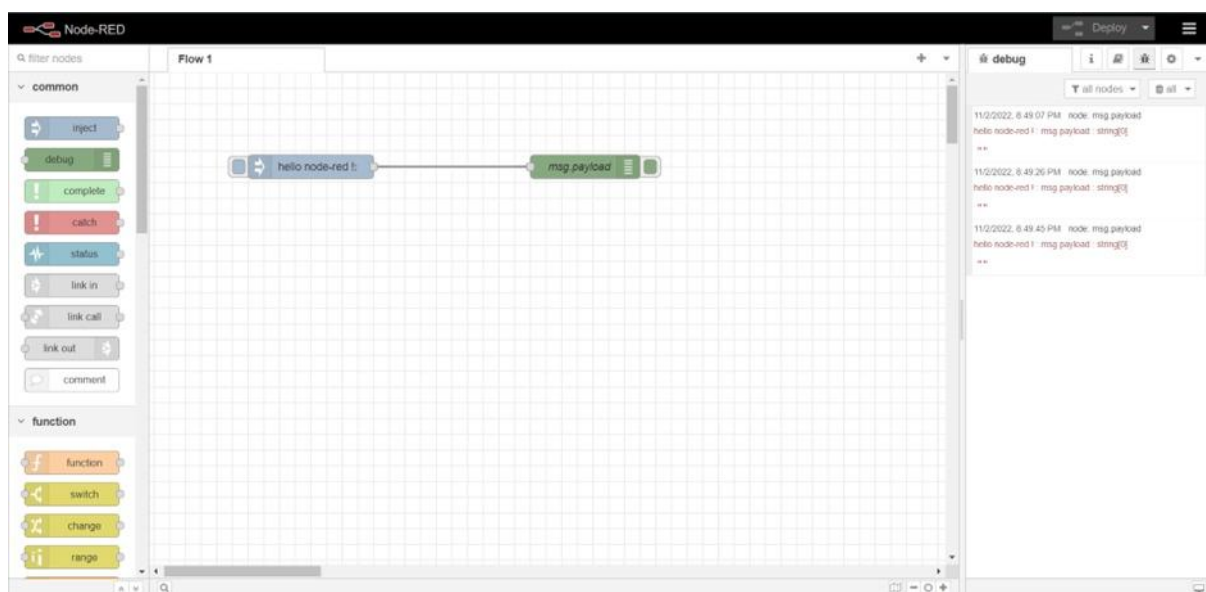 Node-RED
Deploy
filter nodes
Flow 1
debug
i
common
all nodes
all
inject
debug
complete
catch
status
link in
link call
link out
comment
function
function
switch
change
range
hello node-red !:
msg.payload
11/2/2022, 6:49:07 PM node: msg.payload
hello node-red ! : msg.payload : string[0]
""
11/2/2022, 6:49:26 PM node: msg.payload
hello node-red ! : msg.payload : string[0]
""
11/2/2022, 6:49:45 PM node: msg.payload
hello node-red ! : msg.payload : string[0]
""